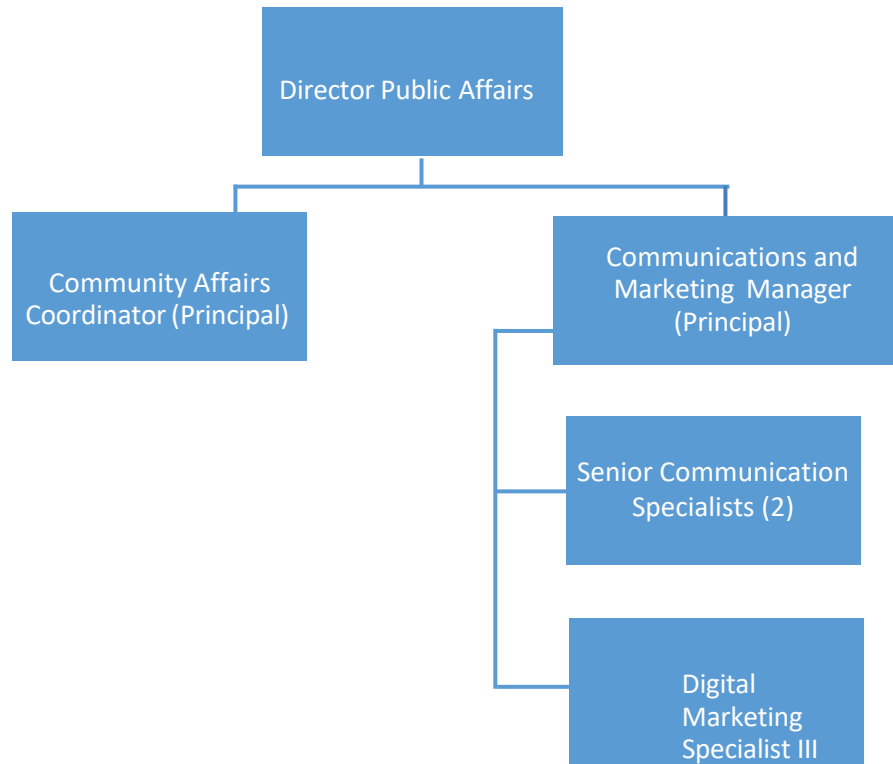 Director Public Affairs
Community Affairs
Coordinator (Principal)
Communications and
Marketing Manager
(Principal)
Senior Communication
Specialists (2)
Digital
Marketing
Specialist III